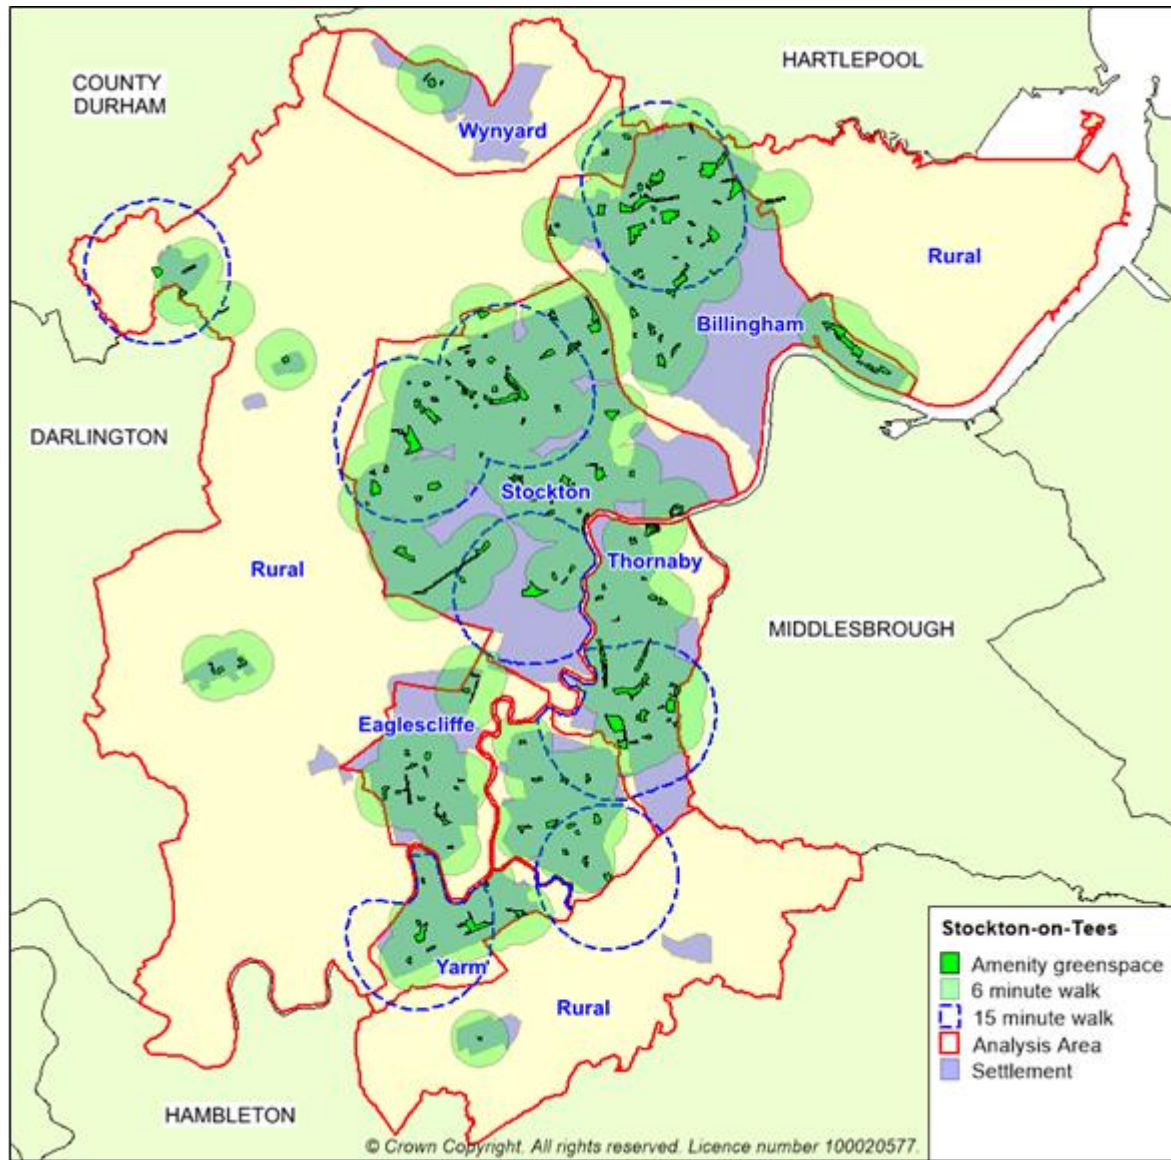 HARTLEPOOL
COUNTY
DURHAM
Wynyard
Rural
Billingham
DARLINGTON
Stockton
Thornaby
Rural
MIDDLESBROUGH
Eaglescliffe
Yarm
Rural
HAMBLETON
Stockton-on-Tees
Amenity greenspace
6 minute walk
15 minute walk
Analysis Area
Settlement
© Crown Copyright. All rights reserved. Licence number 100020577.